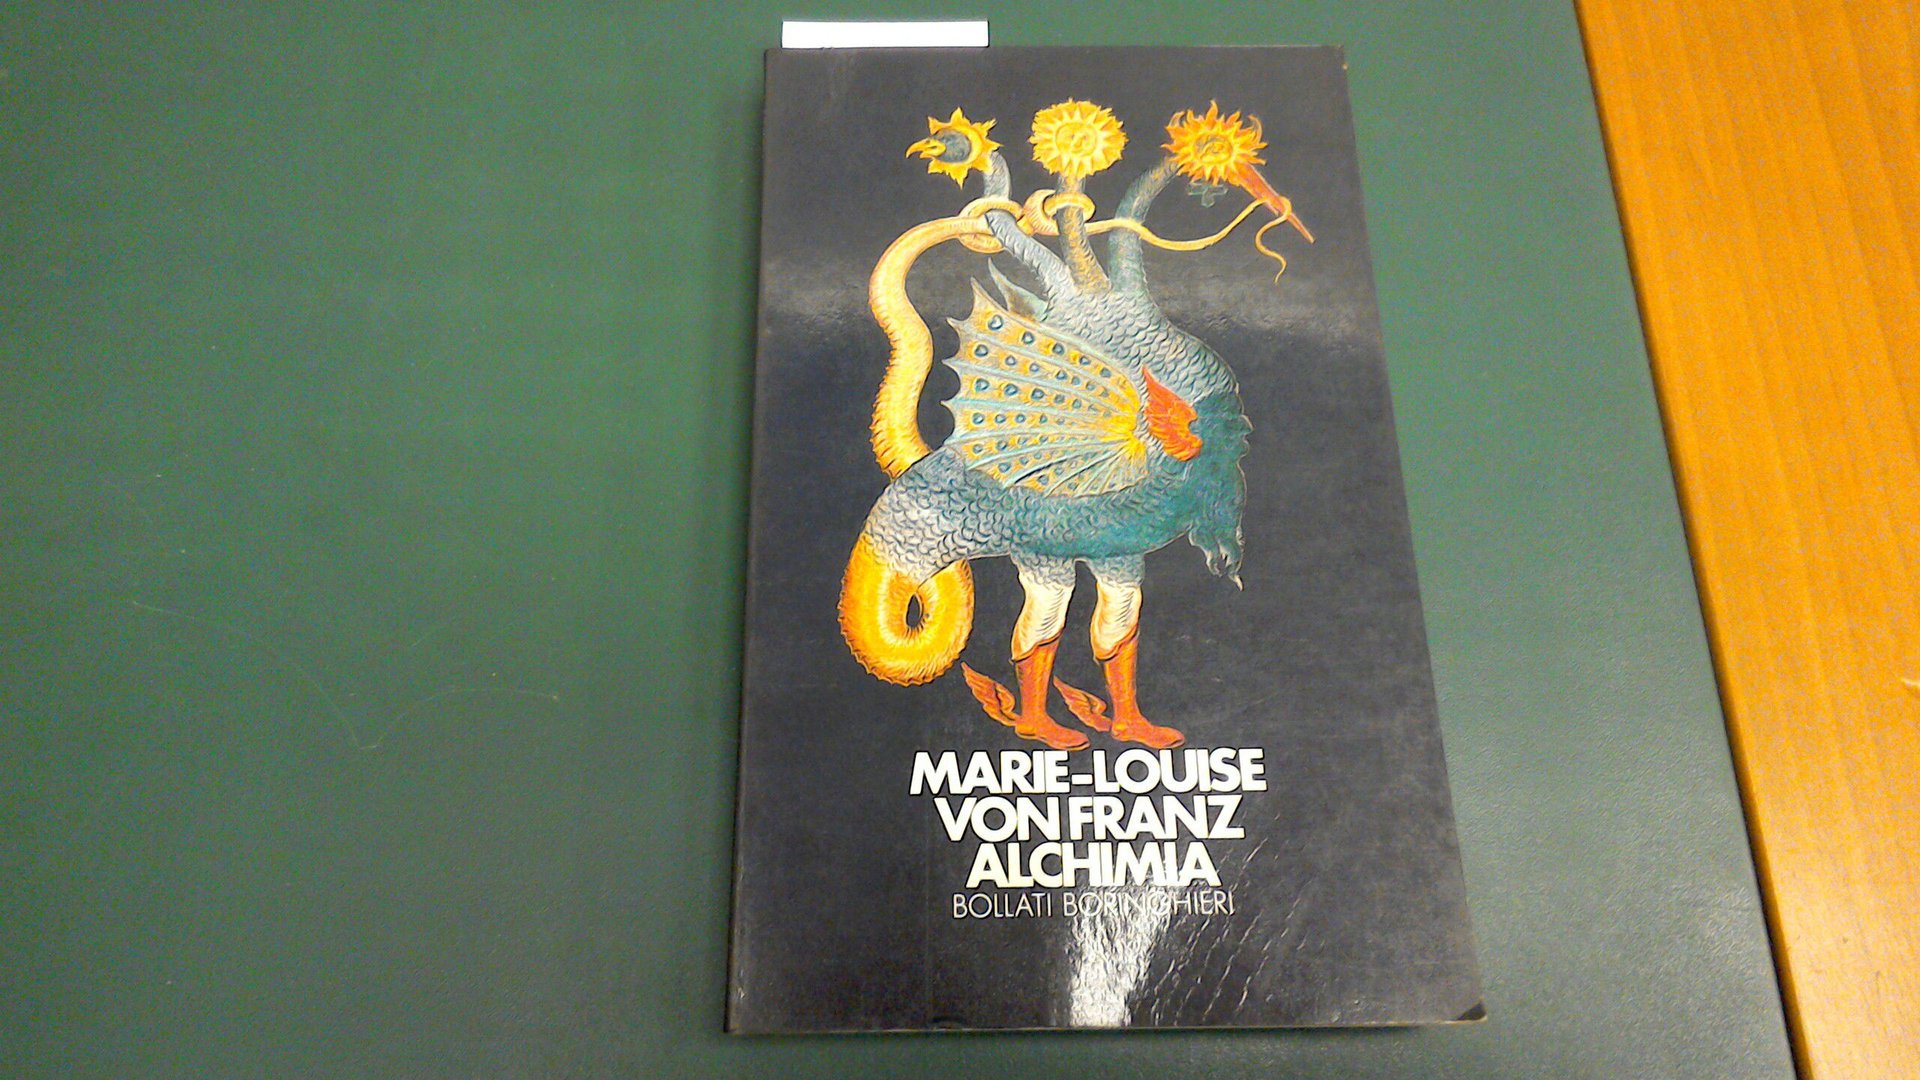 MARIE-LOUISE
VON FRANZ
ALCHIMIA
BOLLATI BORINGHIERI